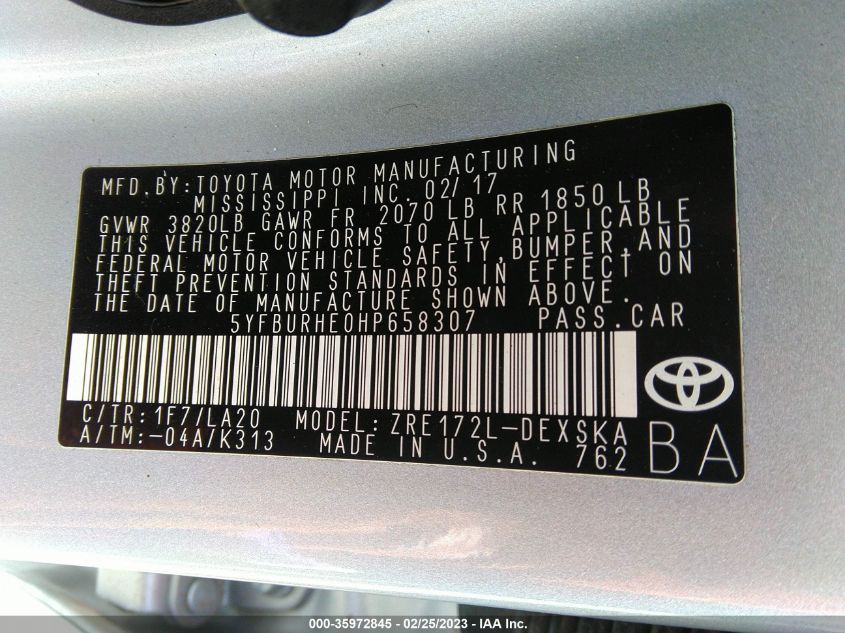 MFD.BY:TOYOTA MOTOR MANUFACTURING
MISSISSIPPI INC. 02/17
GVWR 3820LB GAWR FR 2070 LB RR 1850 LB
THIS VEHICLE CONFORMS TO ALL APPLICABLE
FEDERAL MOTOR VEHICLE SAFETY,BUMPER,AND
THEFT PREVENTION STANDARDS IN EFFECT ON
THE DATE OF MANUFACTURE SHOWN ABOVE.
5YFBURHE0HP658307 PASS.CAR
C/TR:1F7/LA20 MODEL:ZRE172L-DEXSKA
A/TM:-04A/K313 MADE IN U.S.A. 762
BA
000-35972845 - 02/25/2023 - IAA Inc.